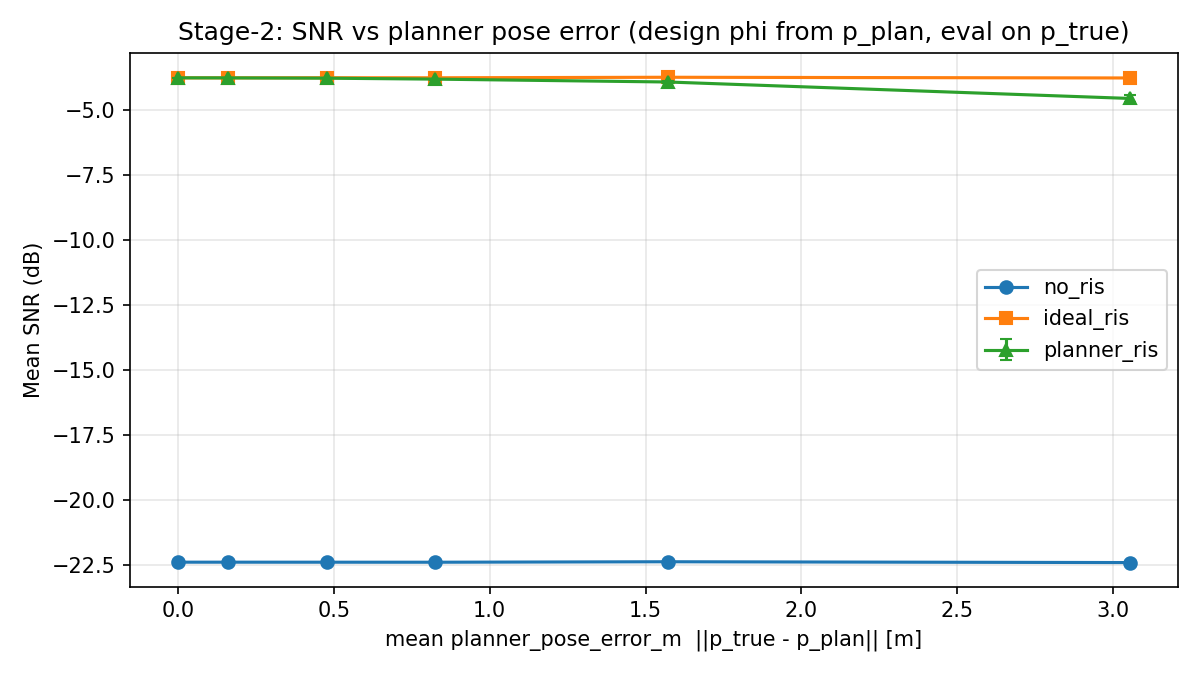 Stage-2: SNR vs planner pose error (design phi from p_plan, eval on p_true)
Mean SNR (dB)
−5.0
−7.5
−10.0
−12.5
−15.0
−17.5
−20.0
−22.5
no_ris
ideal_ris
planner_ris
0.0 0.5 1.0 1.5 2.0 2.5 3.0
mean planner_pose_error_m  ||p_true - p_plan|| [m]